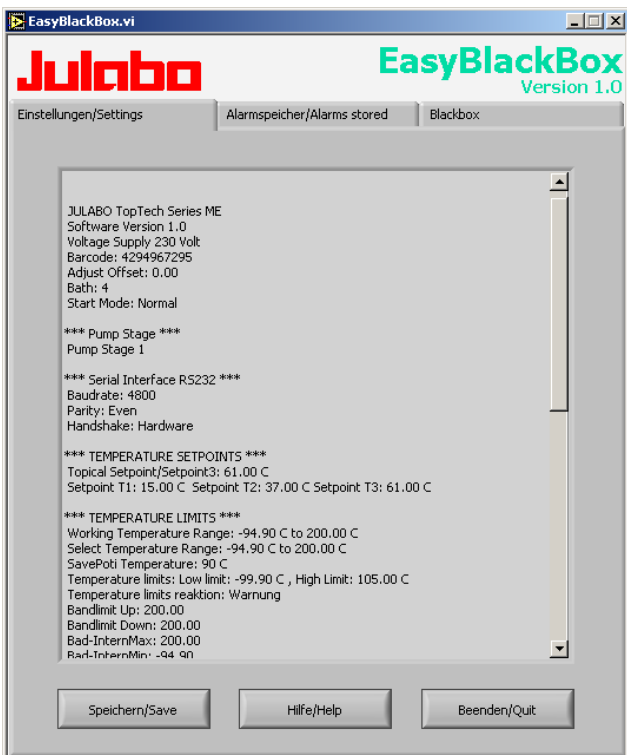 EasyBlackBox.vi
Julabo
EasyBlackBox
Version 1.0
Einstellungen/Settings
Alarmspeicher/Alarms stored
Blackbox
JULABO TopTech Series ME
Software Version 1.0
Voltage Supply 230 Volt
Barcode: 4294967295
Adjust Offset: 0.00
Bath: 4
Start Mode: Normal
*** Pump Stage ***
Pump Stage 1
*** Serial Interface RS232 ***
Baudrate: 4800
Parity: Even
Handshake: Hardware
*** TEMPERATURE SETPOINTS ***
Topical Setpoint/Setpoint3: 61.00 C
Setpoint T1: 15.00 C Setpoint T2: 37.00 C Setpoint T3: 61.00 C
*** TEMPERATURE LIMITS ***
Working Temperature Range: -94.90 C to 200.00 C
Select Temperature Range: -94.90 C to 200.00 C
SavePoti Temperature: 90 C
Temperature limits: Low limit: -99.90 C , High Limit: 105.00 C
Temperature limits reaktion: Warnung
Bandlimit Up: 200.00
Bandlimit Down: 200.00
Bad-InternMax: 200.00
Bad-InternMin: -94.90
Speichern/Save
Hilfe/Help
Beenden/Quit